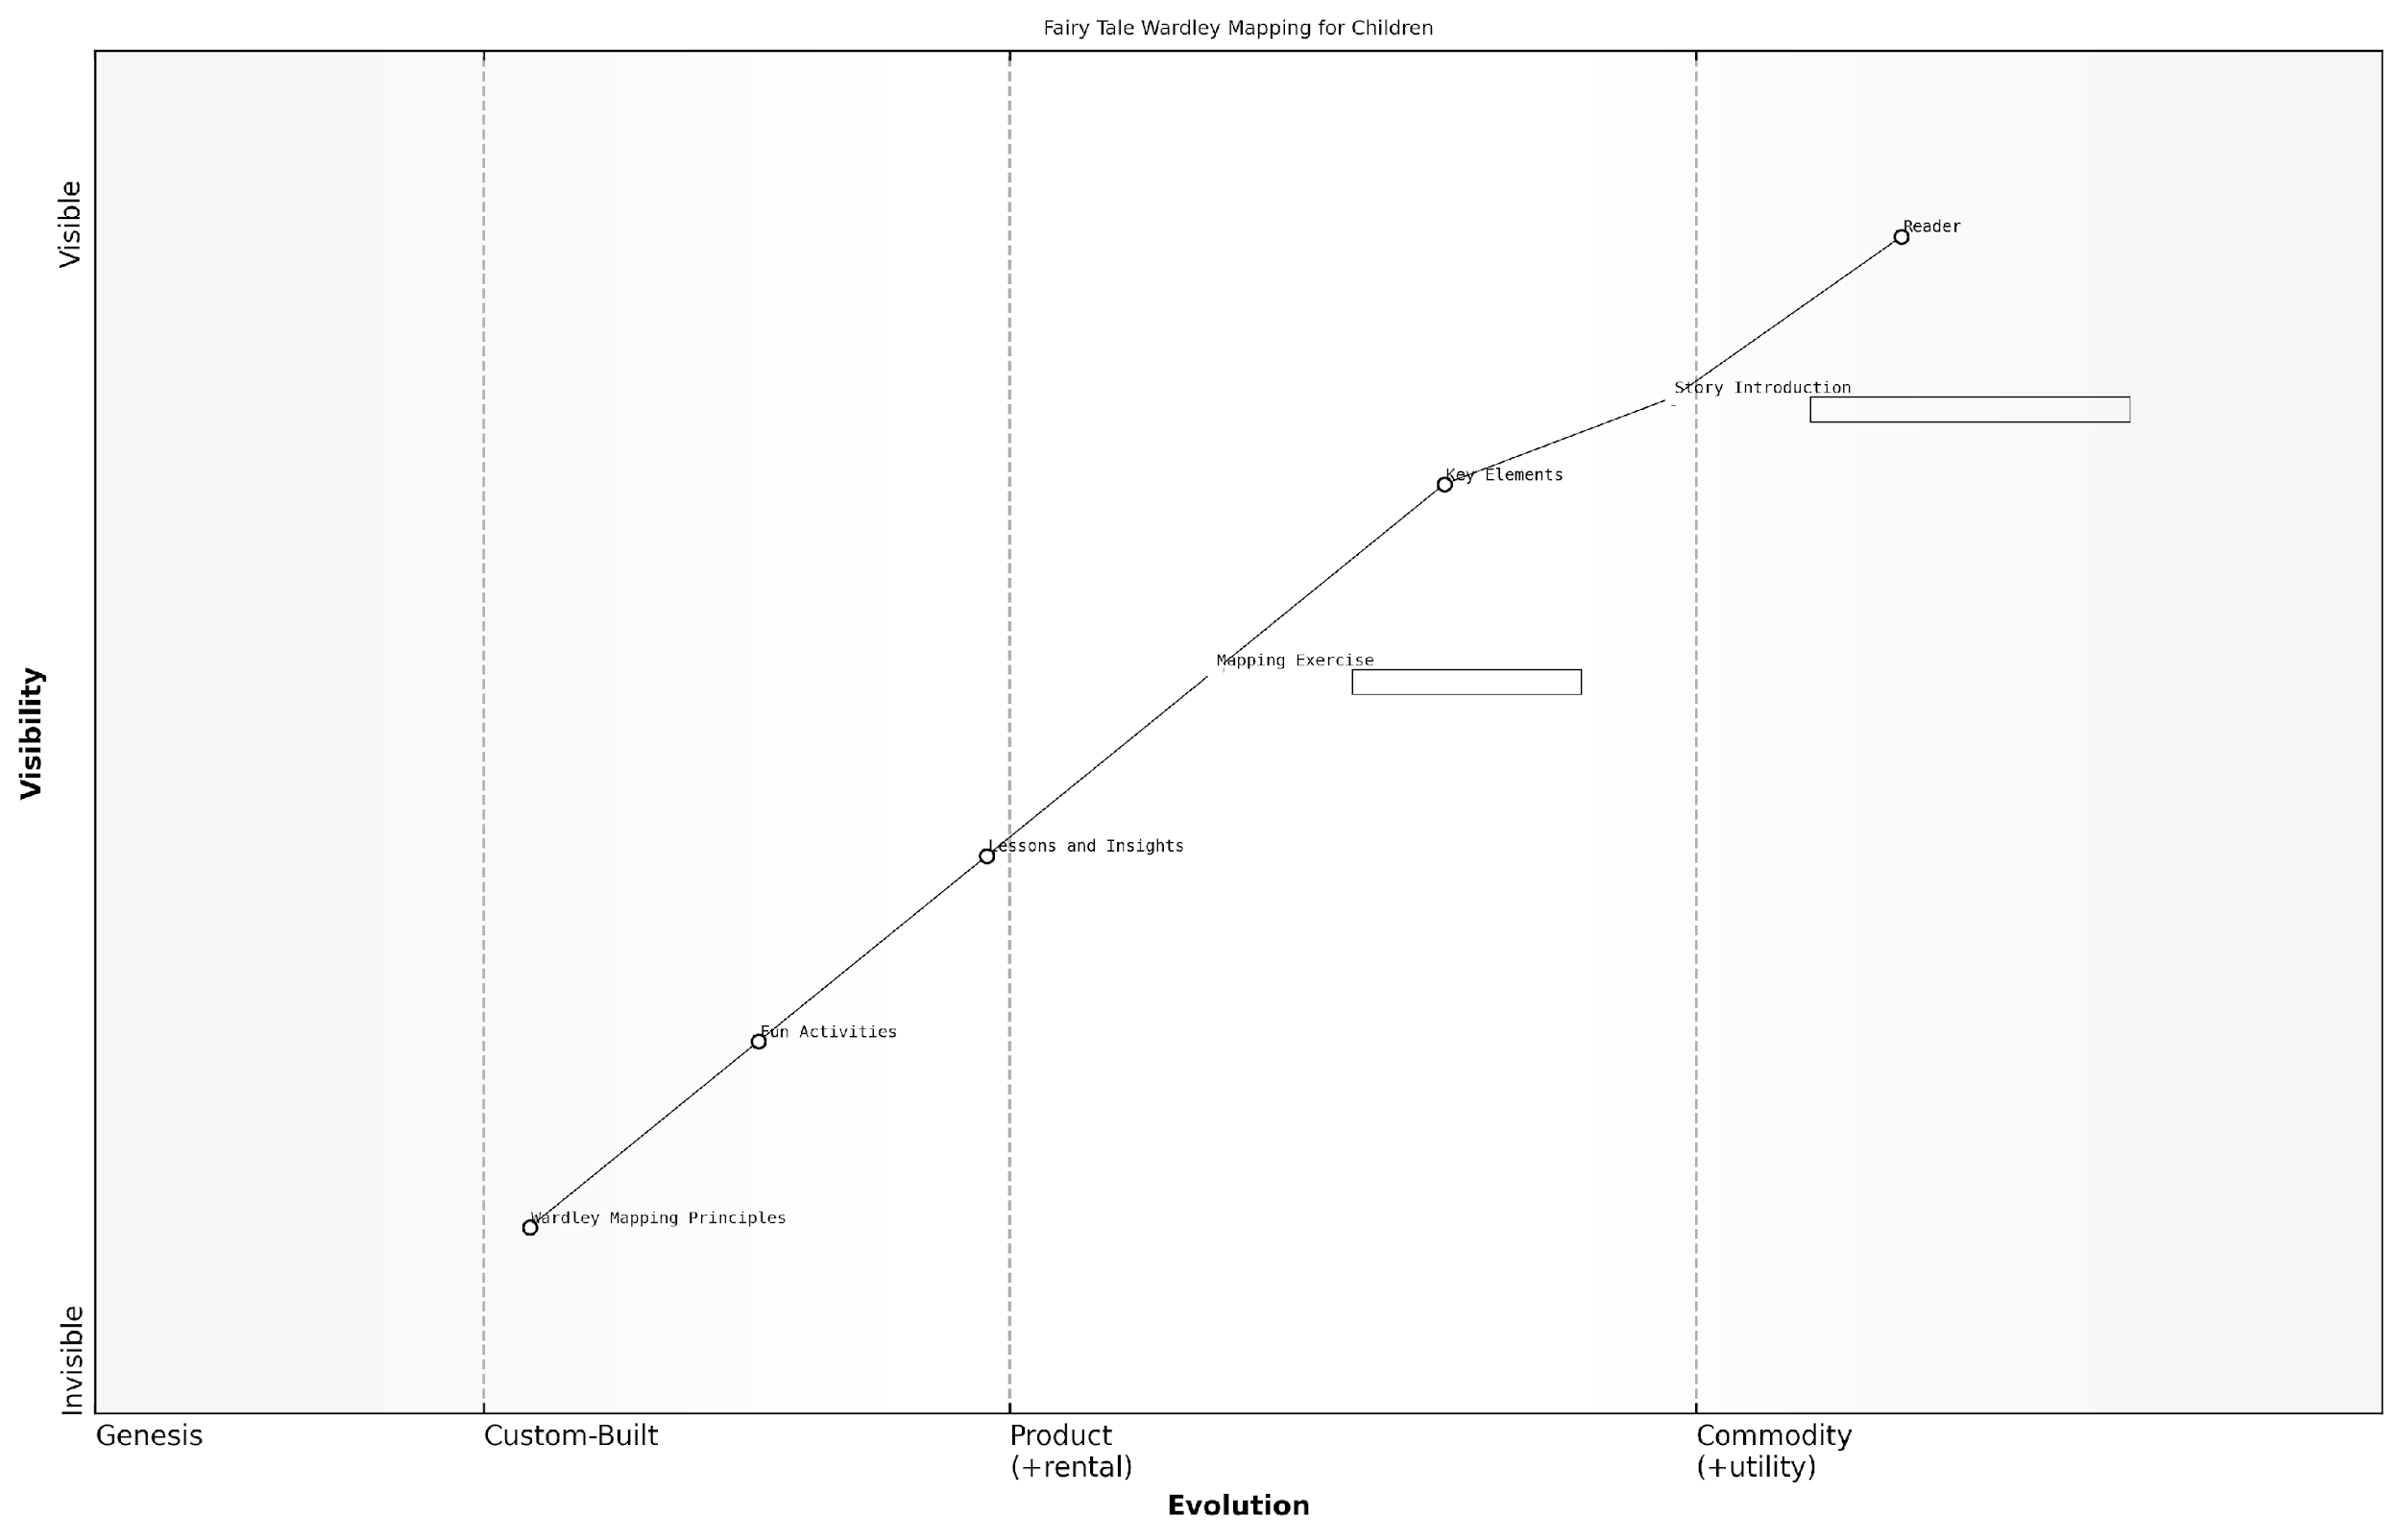 Fairy Tale Wardley Mapping for Children
Visible
Reader
Story Introduction
Key Elements
Mapping Exercise
Visibility
Lessons and Insights
Fun Activities
Wardley Mapping Principles
Invisible
Genesis
Custom-Built
Product
(+rental)
Commodity
(+utility)
Evolution